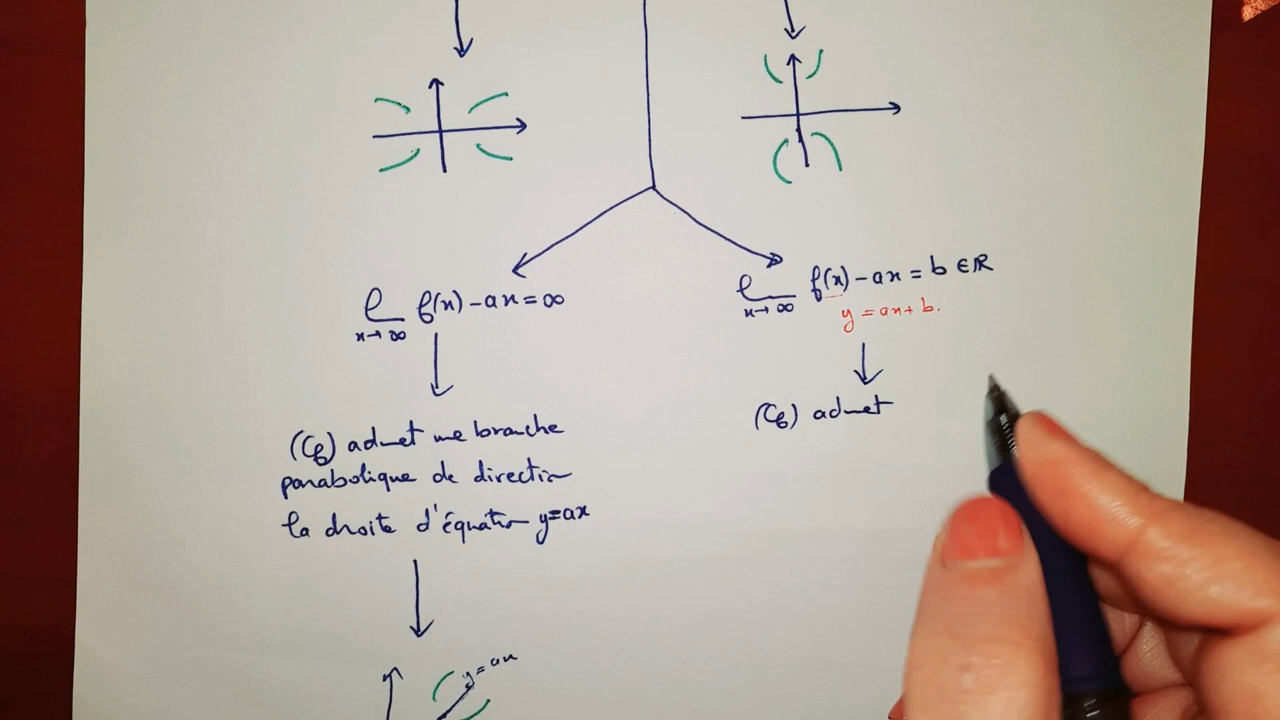 lim f(x) - ax = ∞
x→∞
lim f(x) - ax = b ∈ ℝ
x→∞
y = ax + b.
(Cf) admet une branche
parabolique de direction
la droite d'équation y=ax
(Cf) admet
y=ax